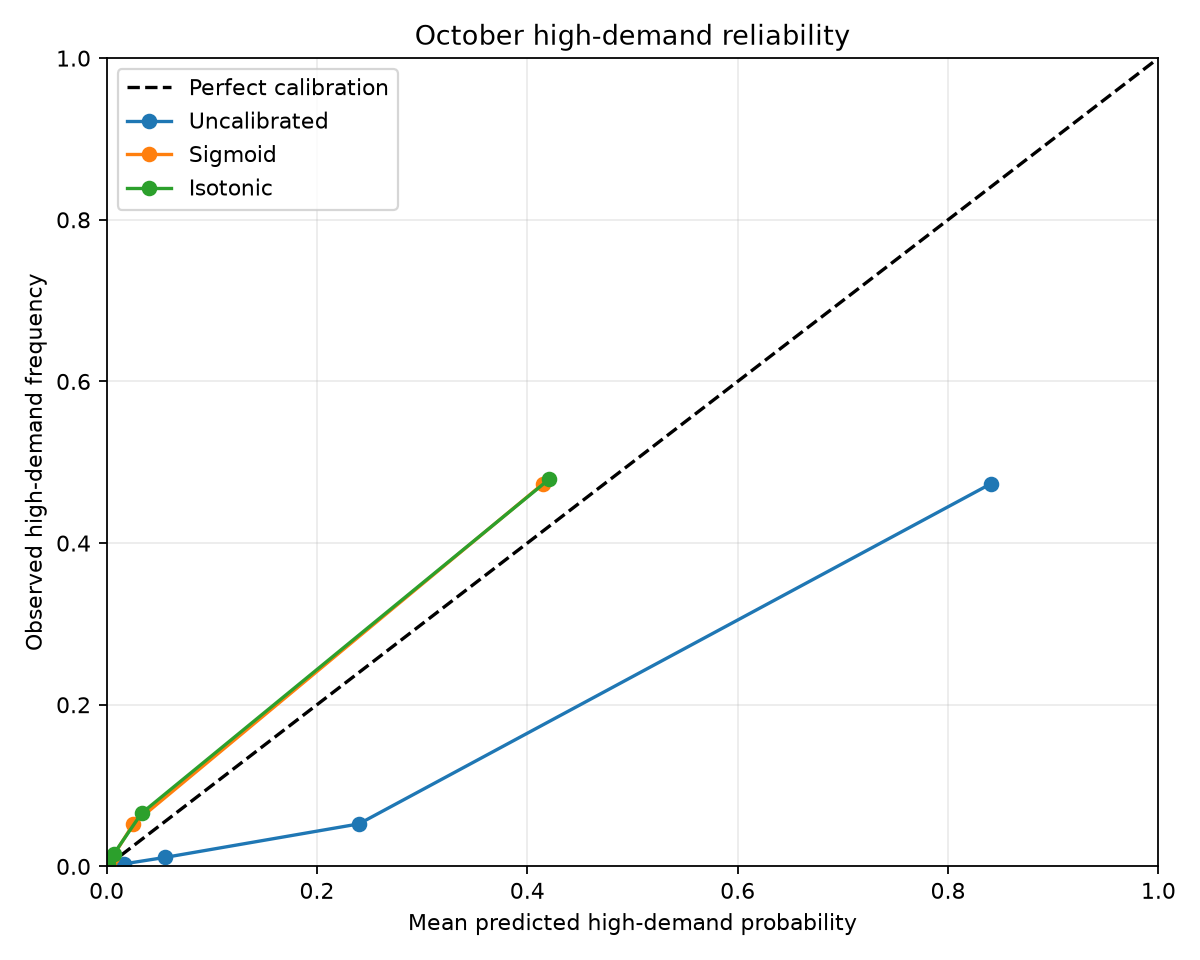 October high-demand reliability
1.0
0.8
0.6
0.4
0.2
0.0
Observed high-demand frequency
Perfect calibration
Uncalibrated
Sigmoid
Isotonic
0.0 0.2 0.4 0.6 0.8 1.0
Mean predicted high-demand probability